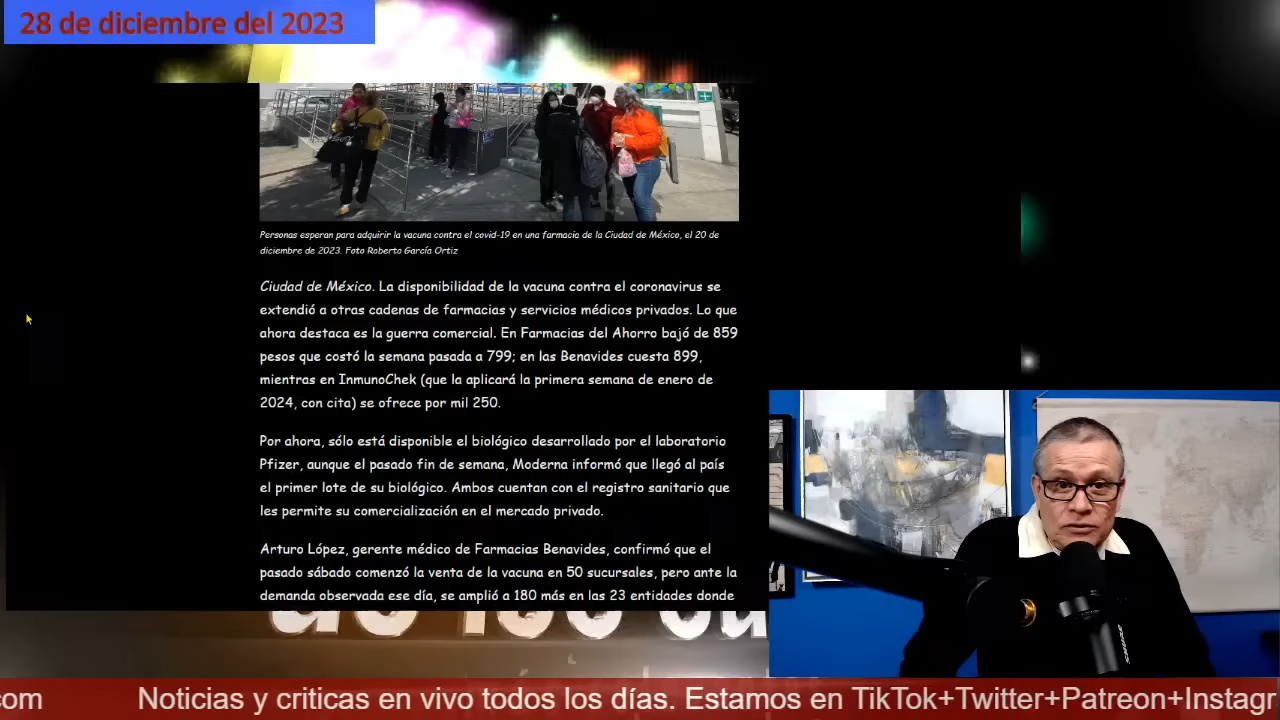 28 de diciembre del 2023
Personas esperan para adquirir la vacuna contra el covid-19 en una farmacia de la Ciudad de México, el 20 de
diciembre de 2023. Foto Roberto García Ortiz
Ciudad de México. La disponibilidad de la vacuna contra el coronavirus se
extendió a otras cadenas de farmacias y servicios médicos privados. Lo que
ahora destaca es la guerra comercial. En Farmacias del Ahorro bajó de 859
pesos que costó la semana pasada a 799; en las Benavides cuesta 899,
mientras en InmunoChek (que la aplicará la primera semana de enero de
2024, con cita) se ofrece por mil 250.
Por ahora, sólo está disponible el biológico desarrollado por el laboratorio
Pfizer, aunque el pasado fin de semana, Moderna informó que llegó al país
el primer lote de su biológico. Ambos cuentan con el registro sanitario que
les permite su comercialización en el mercado privado.
Arturo López, gerente médico de Farmacias Benavides, confirmó que el
pasado sábado comenzó la venta de la vacuna en 50 sucursales, pero ante la
demanda observada ese día, se amplió a 180 más en las 23 entidades donde
com Noticias y criticas en vivo todos los días. Estamos en TikTok+Twitter+Patreon+Instagr